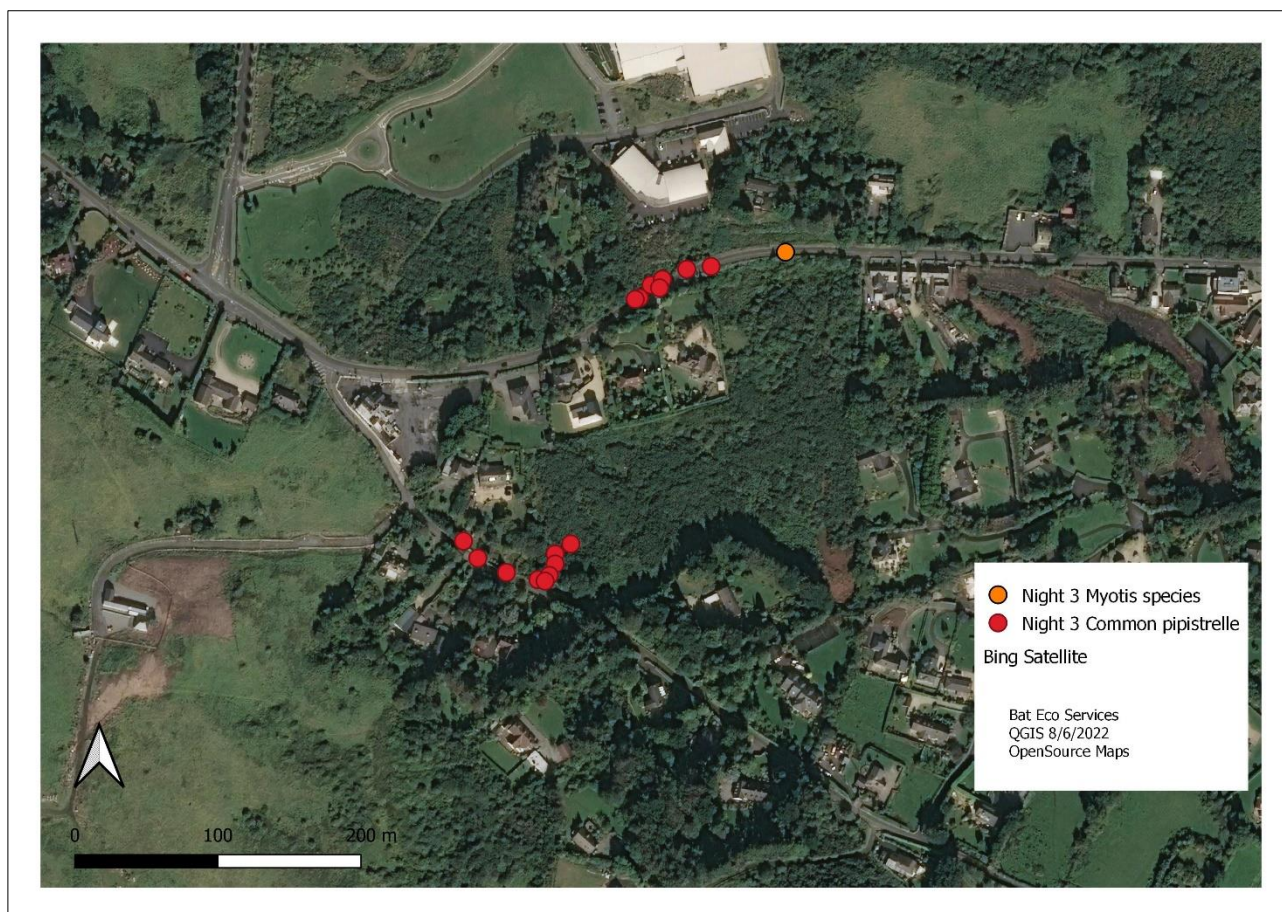 Night 3 Myotis species
Night 3 Common pipistrelle
Bing Satellite
Bat Eco Services
QGIS 8/6/2022
OpenSource Maps
0 100 200 m